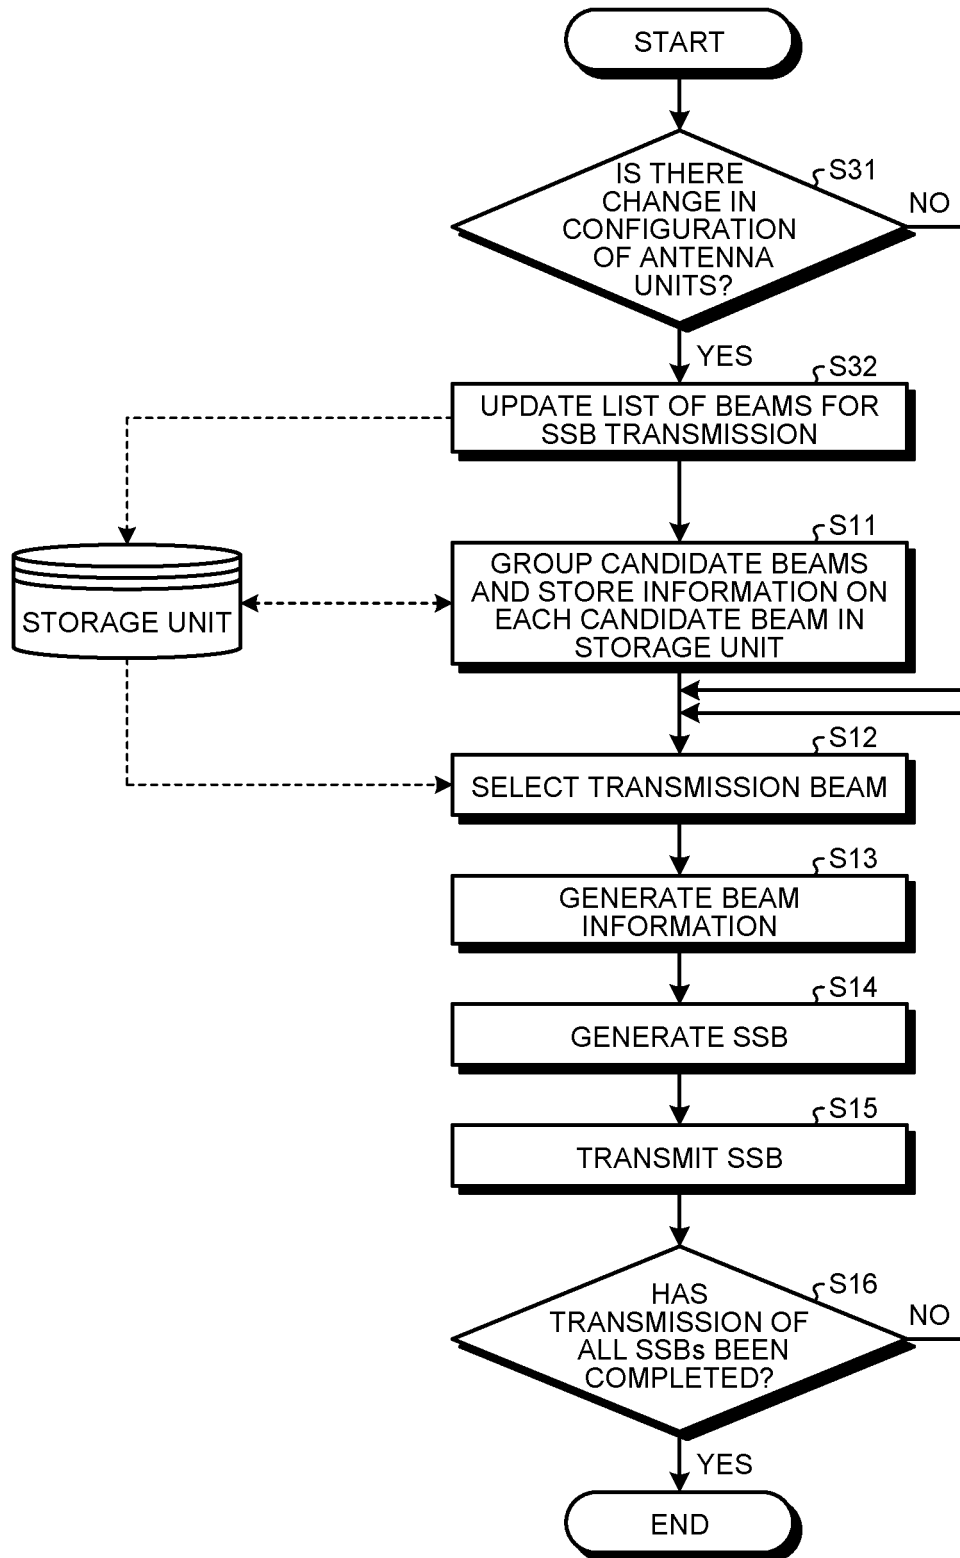 START
S31
IS THERE
CHANGE IN
CONFIGURATION
OF ANTENNA
UNITS?
NO
YES
S32
UPDATE LIST OF BEAMS FOR
SSB TRANSMISSION
S11
GROUP CANDIDATE BEAMS
AND STORE INFORMATION ON
EACH CANDIDATE BEAM IN
STORAGE UNIT
STORAGE UNIT
S12
SELECT TRANSMISSION BEAM
S13
GENERATE BEAM
INFORMATION
S14
GENERATE SSB
S15
TRANSMIT SSB
S16
HAS
TRANSMISSION OF
ALL SSBs BEEN
COMPLETED?
NO
YES
END